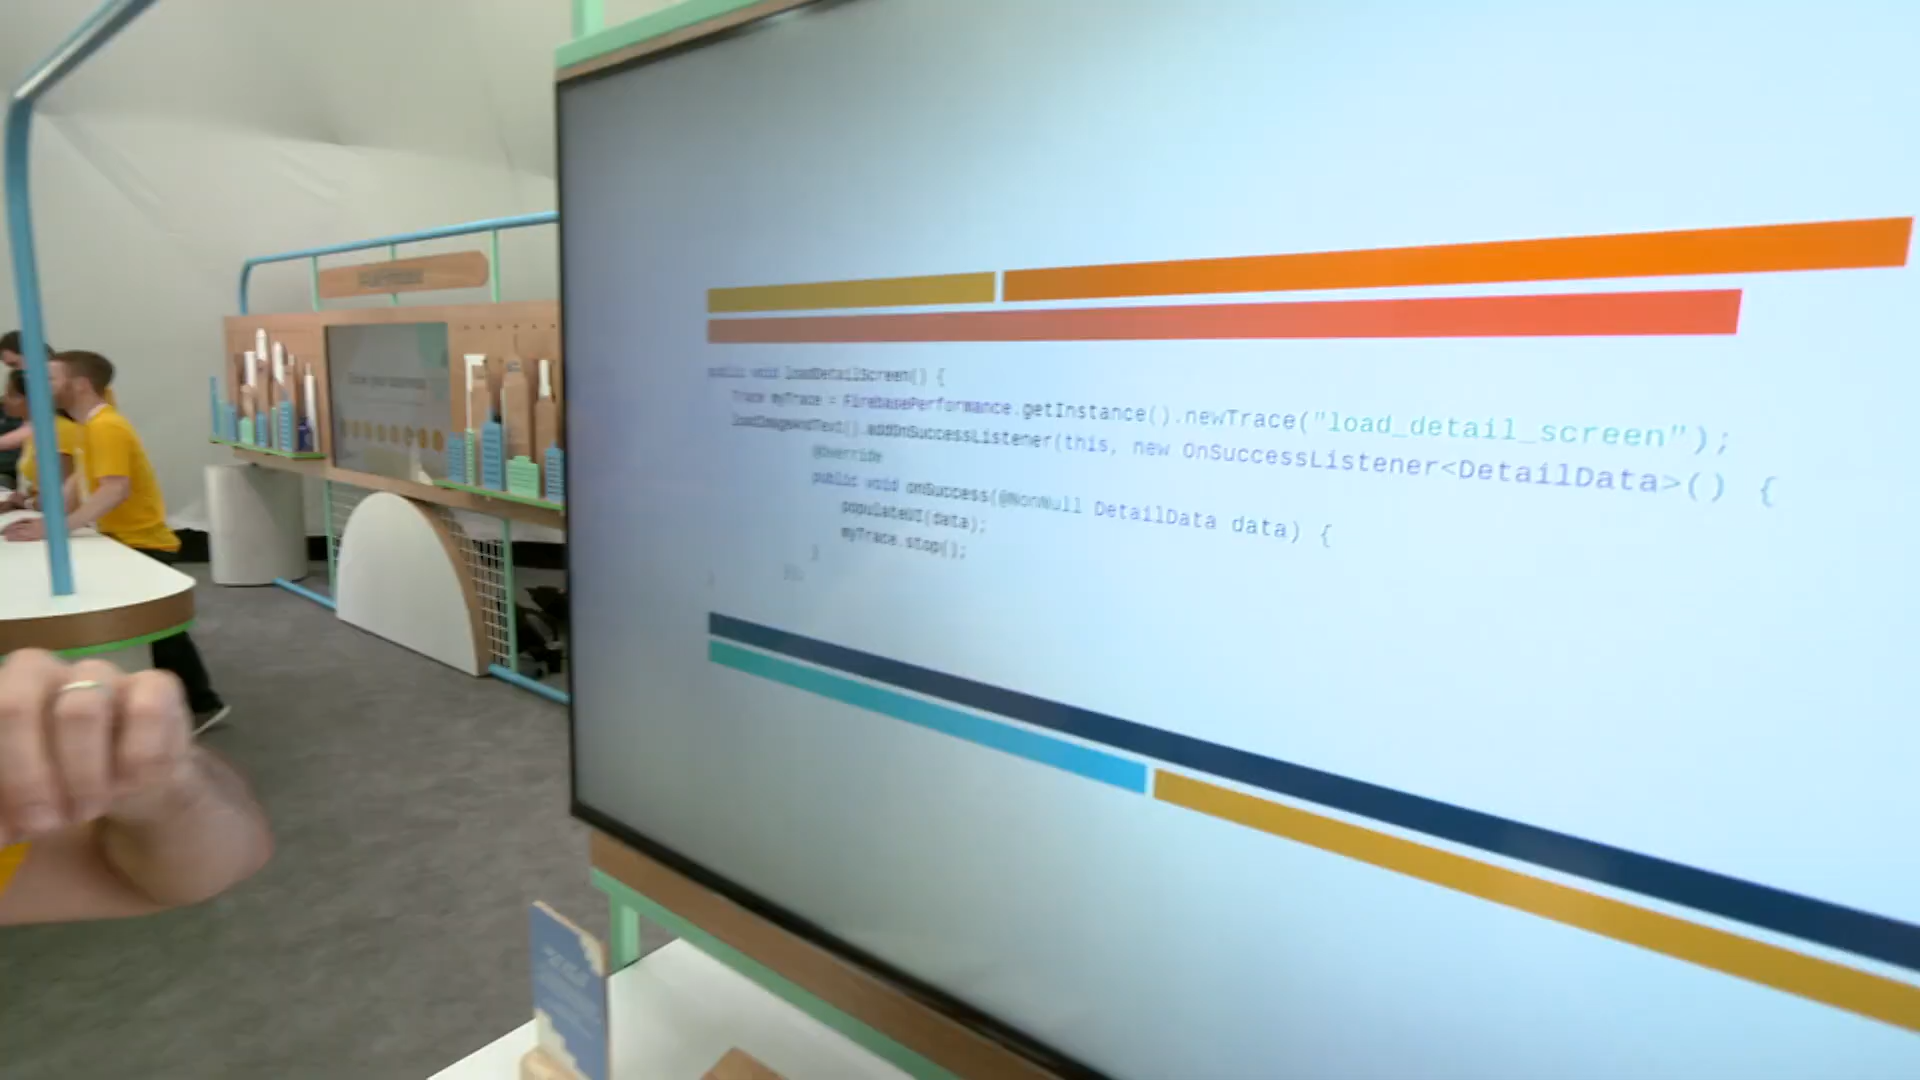 public void loadDetailScreen() {
Trace myTrace = FirebasePerformance.getInstance().newTrace("load_detail_screen");
loadImageAndText().addOnSuccessListener(this, new OnSuccessListener<DetailData>() {
@Override
public void onSuccess(@NonNull DetailData data) {
populateUI(data);
myTrace.stop();
}
});
}